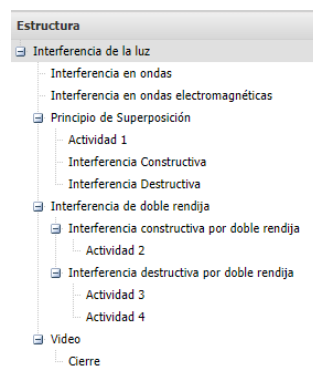 Estructura
Interferencia de la luz
Interferencia en ondas
Interferencia en ondas electromagnéticas
Principio de Superposición
Actividad 1
Interferencia Constructiva
Interferencia Destructiva
Interferencia de doble rendija
Interferencia constructiva por doble rendija
Actividad 2
Interferencia destructiva por doble rendija
Actividad 3
Actividad 4
Video
Cierre